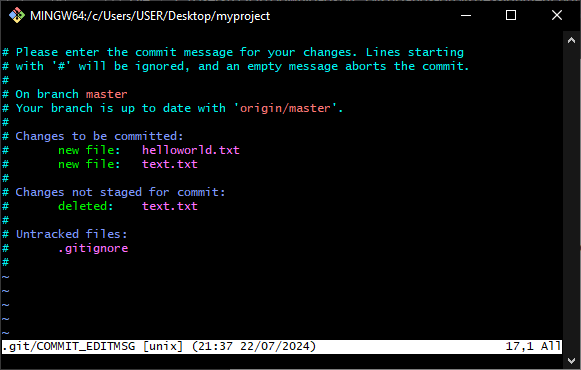 MINGW64:/c/Users/USER/Desktop/myproject
# Please enter the commit message for your changes. Lines starting
# with '#' will be ignored, and an empty message aborts the commit.
#
# On branch master
# Your branch is up to date with 'origin/master'.
#
# Changes to be committed:
#       new file:   helloworld.txt
#       new file:   text.txt
#
# Changes not staged for commit:
#       deleted:    text.txt
#
# Untracked files:
#       .gitignore
#
~
~
~
~
~
.git/COMMIT_EDITMSG [unix] (21:37 22/07/2024) 17,1 All